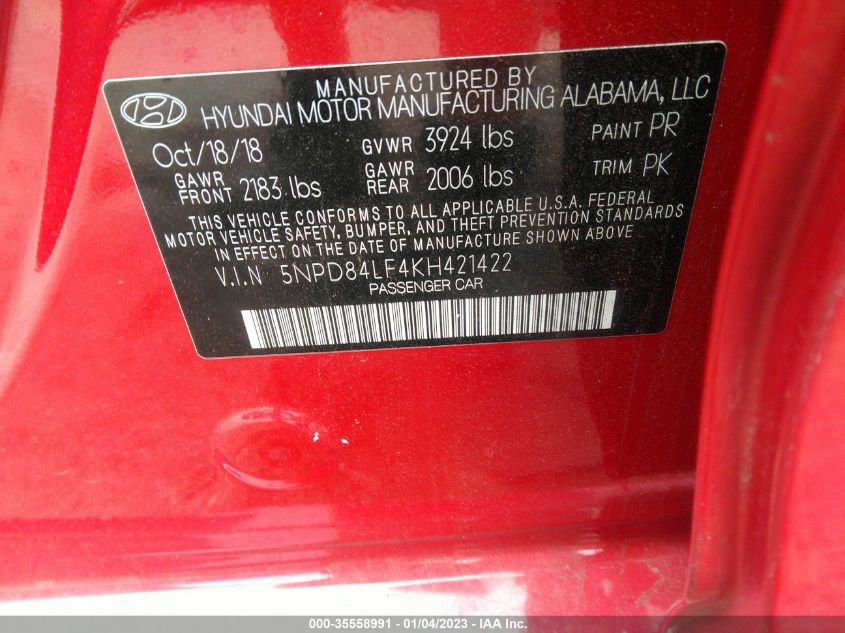 MANUFACTURED BY
HYUNDAI MOTOR MANUFACTURING ALABAMA, LLC
Oct/18/18 GVWR 3924 lbs PAINT PR
GAWR FRONT 2183 lbs GAWR REAR 2006 lbs TRIM PK
THIS VEHICLE CONFORMS TO ALL APPLICABLE U.S.A. FEDERAL
MOTOR VEHICLE SAFETY, BUMPER, AND THEFT PREVENTION STANDARDS
IN EFFECT ON THE DATE OF MANUFACTURE SHOWN ABOVE
V.I.N 5NPD84LF4KH421422
PASSENGER CAR
000-35558991 - 01/04/2023 - IAA Inc.